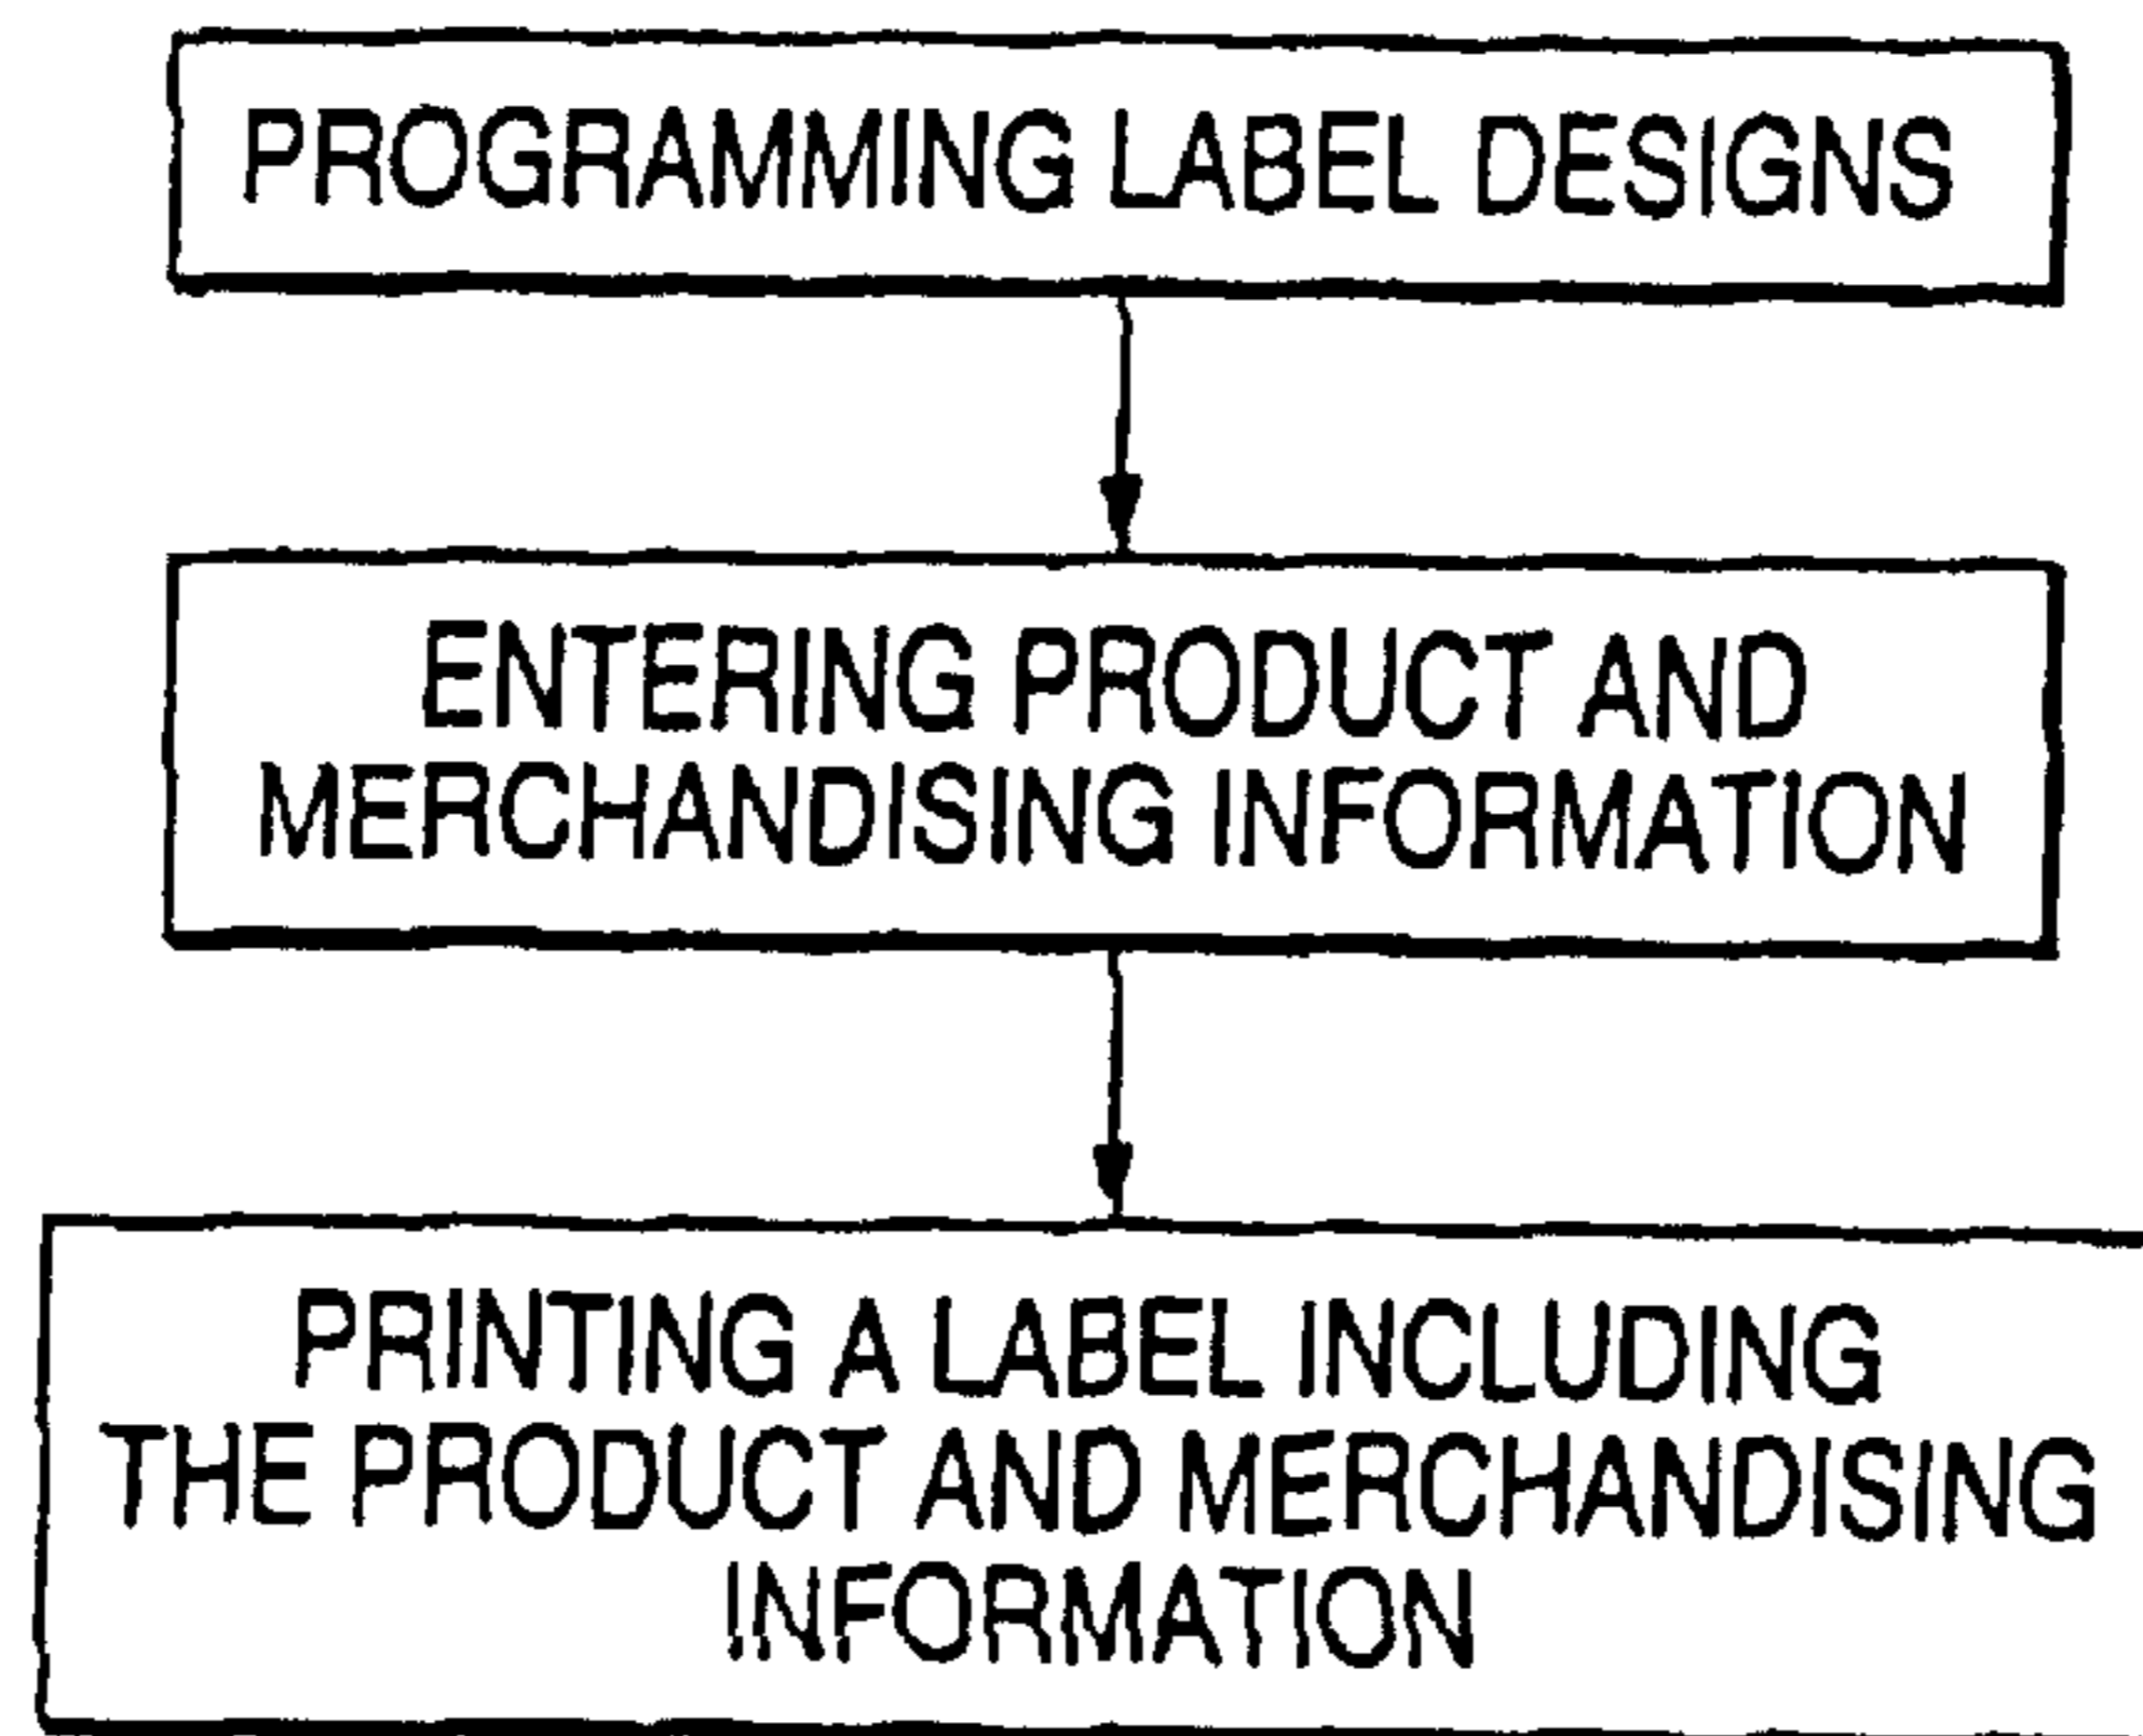 PROGRAMMING LABEL DESIGNS
ENTERING PRODUCT AND
MERCHANDISING INFORMATION
PRINTING A LABEL INCLUDING
THE PRODUCT AND MERCHANDISING
INFORMATION